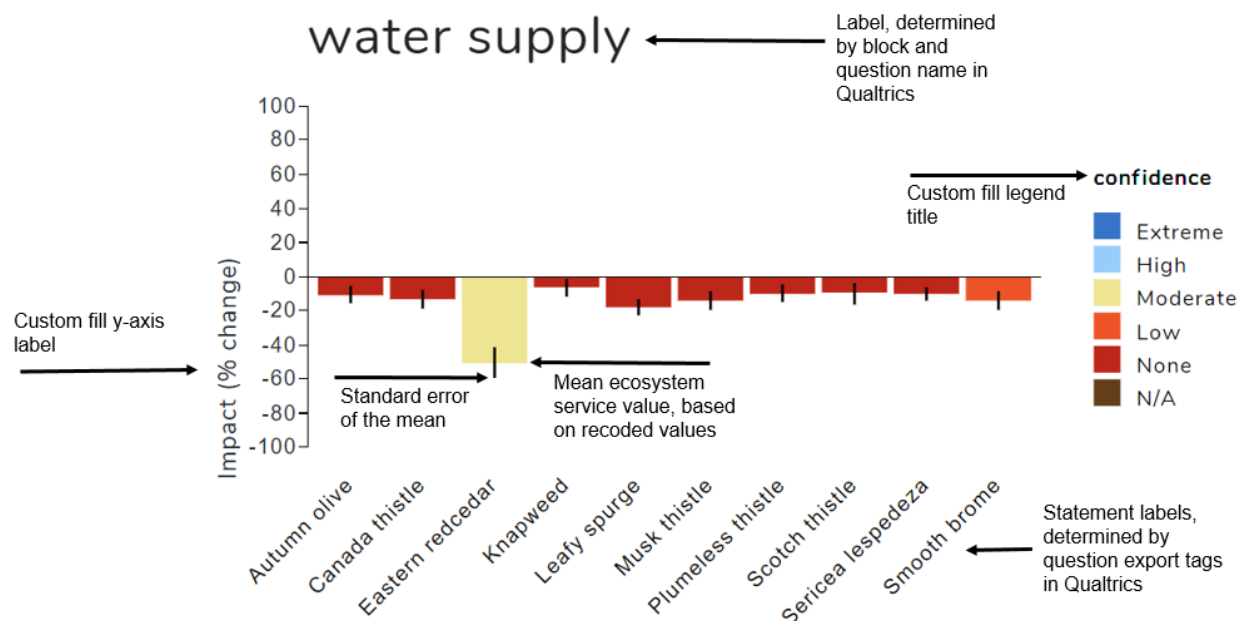 water supply
Label, determined
by block and
question name in
Qualtrics
100
80
60
40
20
0
-20
-40
-60
-80
-100
Impact (% change)
Custom fill y-axis
label
Custom fill legend
title
confidence
Extreme
High
Moderate
Low
None
N/A
Standard error
of the mean
Mean ecosystem
service value, based
on recoded values
Autumn olive
Canada thistle
Eastern redcedar
Knapweed
Leafy spurge
Musk thistle
Plumeless thistle
Scotch thistle
Sericea lespedeza
Smooth brome
Statement labels,
determined by
question export tags
in Qualtrics